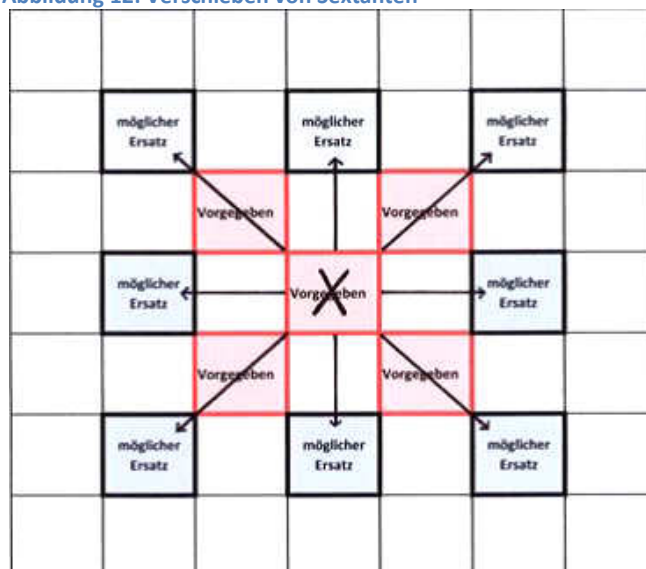 Abbildung 12: Verschieben von Sextanten
möglicher
Ersatz
möglicher
Ersatz
möglicher
Ersatz
Vorgegeben
Vorgegeben
möglicher
Ersatz
Vorgegeben
möglicher
Ersatz
Vorgegeben
Vorgegeben
möglicher
Ersatz
möglicher
Ersatz
möglicher
Ersatz